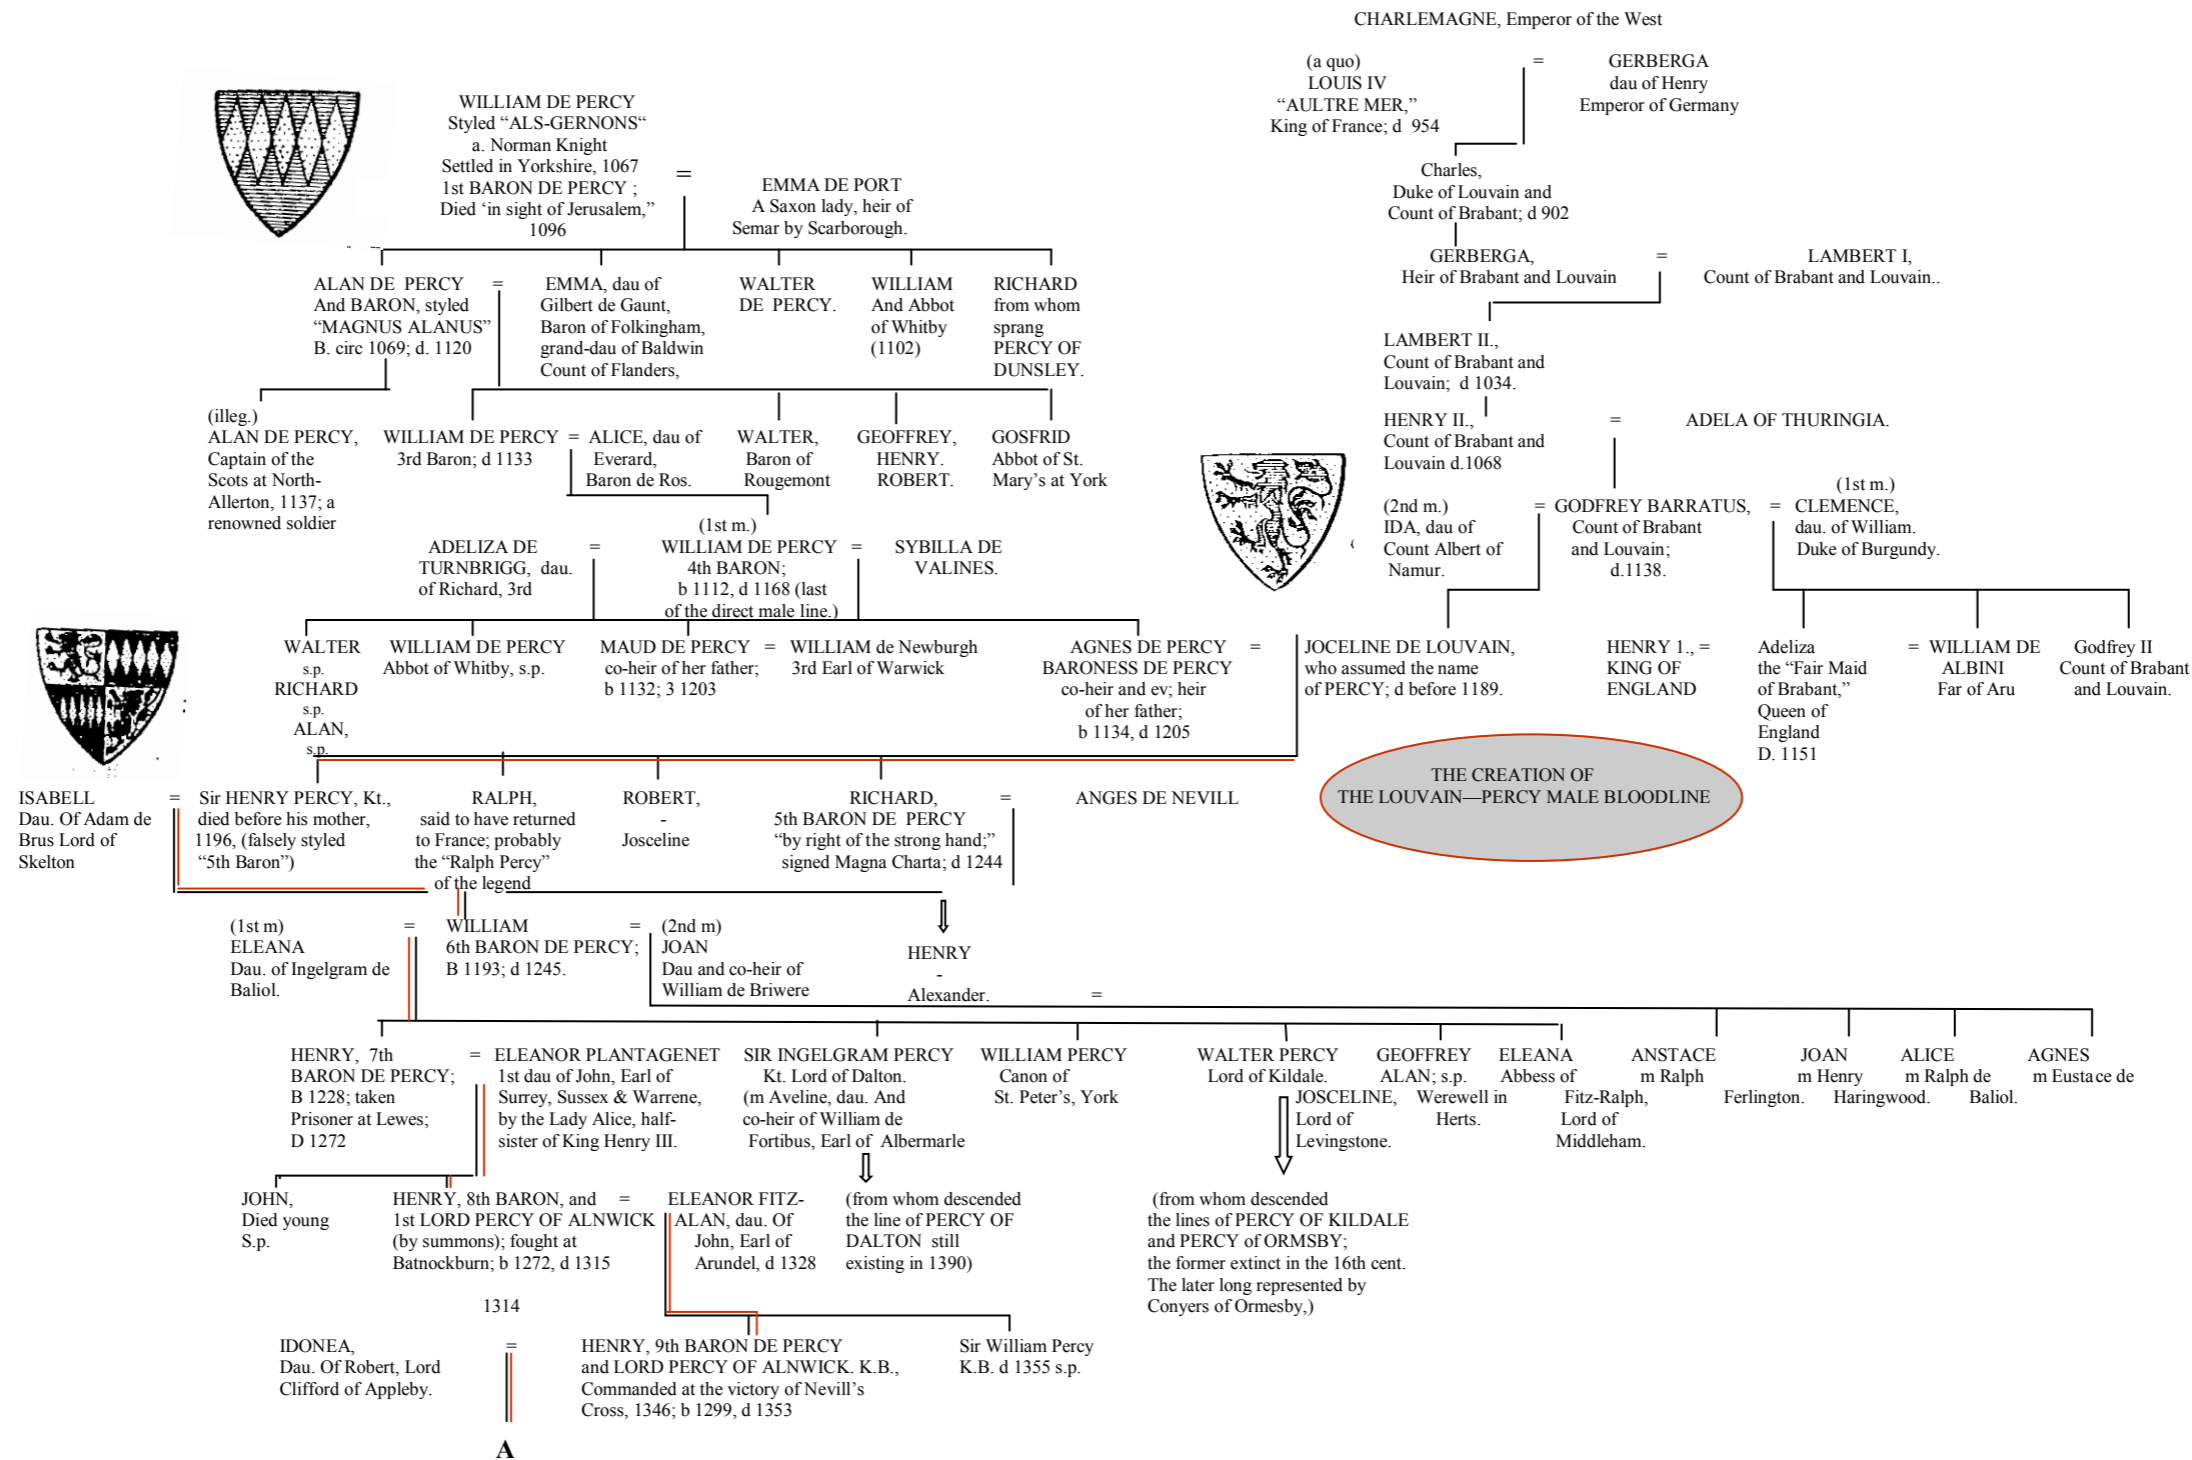 CHARLEMAGNE, Emperor of the West
(a quo)
LOUIS IV
“AULTRE MER,”
King of France; d 954
=
GERBERGA
dau of Henry
Emperor of Germany
WILLIAM DE PERCY
Styled “ALS-GERNONS“
a. Norman Knight
Settled in Yorkshire, 1067
1st BARON DE PERCY ;
Died ‘in sight of Jerusalem,”
1096
=
EMMA DE PORT
A Saxon lady, heir of
Semar by Scarborough.
Charles,
Duke of Louvain and
Count of Brabant; d 902
GERBERGA,
Heir of Brabant and Louvain
=
LAMBERT I,
Count of Brabant and Louvain..
ALAN DE PERCY
And BARON, styled
“MAGNUS ALANUS”
B. circ 1069; d. 1120
=
EMMA, dau of
Gilbert de Gaunt,
Baron of Folkingham,
grand-dau of Baldwin
Count of Flanders,
WALTER
DE PERCY.
WILLIAM
And Abbot
of Whitby
(1102)
RICHARD
from whom
sprang
PERCY OF
DUNSLEY.
LAMBERT II.,
Count of Brabant and
Louvain; d 1034.
HENRY II.,
Count of Brabant and
Louvain d.1068
=
ADELA OF THURINGIA.
(illeg.)
ALAN DE PERCY,
Captain of the
Scots at North-
Allerton, 1137; a
renowned soldier
WILLIAM DE PERCY
3rd Baron; d 1133
=
ALICE, dau of
Everard,
Baron de Ros.
WALTER,
Baron of
Rougemont
GEOFFREY,
HENRY.
ROBERT.
GOSFRID
Abbot of St.
Mary’s at York
(2nd m.)
IDA, dau of
Count Albert of
Namur.
=
GODFREY BARRATUS,
Count of Brabant
and Louvain;
d.1138.
=
(1st m.)
CLEMENCE,
dau. of William.
Duke of Burgundy.
ADELIZA DE
TURNBRIGG, dau.
of Richard, 3rd
=
(1st m.)
WILLIAM DE PERCY
4th BARON;
b 1112, d 1168 (last
of the direct male line.)
=
SYBILLA DE
VALINES.
WALTER
s.p.
RICHARD
s.p.
ALAN,
s.p.
WILLIAM DE PERCY
Abbot of Whitby, s.p.
MAUD DE PERCY
co-heir of her father;
b 1132; 3 1203
=
WILLIAM de Newburgh
3rd Earl of Warwick
AGNES DE PERCY
BARONESS DE PERCY
co-heir and ev; heir
of her father;
b 1134, d 1205
=
JOCELINE DE LOUVAIN,
who assumed the name
of PERCY; d before 1189.
HENRY 1., =
KING OF
ENGLAND
Adeliza
the “Fair Maid
of Brabant,”
Queen of
England
D. 1151
= WILLIAM DE
ALBINI
Far of Aru
Godfrey II
Count of Brabant
and Louvain.
THE CREATION OF
THE LOUVAIN—PERCY MALE BLOODLINE
ISABELL
Dau. Of Adam de
Brus Lord of
Skelton
=
Sir HENRY PERCY, Kt.,
died before his mother,
1196, (falsely styled
“5th Baron”)
RALPH,
said to have returned
to France; probably
the “Ralph Percy”
of the legend
ROBERT,
-
Josceline
RICHARD,
5th BARON DE PERCY
“by right of the strong hand;”
signed Magna Charta; d 1244
=
ANGES DE NEVILL
(1st m)
ELEANA
Dau. of Ingelgram de
Baliol.
=
WILLIAM
6th BARON DE PERCY;
B 1193; d 1245.
=
(2nd m)
JOAN
Dau and co-heir of
William de Briwere
HENRY
-
Alexander.
=
HENRY, 7th
BARON DE PERCY;
B 1228; taken
Prisoner at Lewes;
D 1272
=
ELEANOR PLANTAGENET
1st dau of John, Earl of
Surrey, Sussex & Warrene,
by the Lady Alice, half-
sister of King Henry III.
SIR INGELGRAM PERCY
Kt. Lord of Dalton.
(m Aveline, dau. And
co-heir of William de
Fortibus, Earl of Albermarle
WILLIAM PERCY
Canon of
St. Peter’s, York
WALTER PERCY
Lord of Kildale.
JOSCELINE,
Lord of
Levingstone.
GEOFFREY
ALAN; s.p.
ELEANA
Abbess of
Werewell in
Herts.
ANSTACE
m Ralph
Fitz-Ralph,
Lord of
Middleham.
JOAN
m Henry
Ferlington.
ALICE
m Ralph de
Haringwood.
AGNES
m Eustace de
Baliol.
JOHN,
Died young
S.p.
HENRY, 8th BARON, and
1st LORD PERCY OF ALNWICK
(by summons); fought at
Batnockburn; b 1272, d 1315
=
ELEANOR FITZ-
ALAN, dau. Of
John, Earl of
Arundel, d 1328
(from whom descended
the line of PERCY OF
DALTON still
existing in 1390)
(from whom descended
the lines of PERCY OF KILDALE
and PERCY of ORMSBY;
the former extinct in the 16th cent.
The later long represented by
Conyers of Ormesby,)
1314
IDONEA,
Dau. Of Robert, Lord
Clifford of Appleby.
=
HENRY, 9th BARON DE PERCY
and LORD PERCY OF ALNWICK. K.B.,
Commanded at the victory of Nevill’s
Cross, 1346; b 1299, d 1353
Sir William Percy
K.B. d 1355 s.p.
A